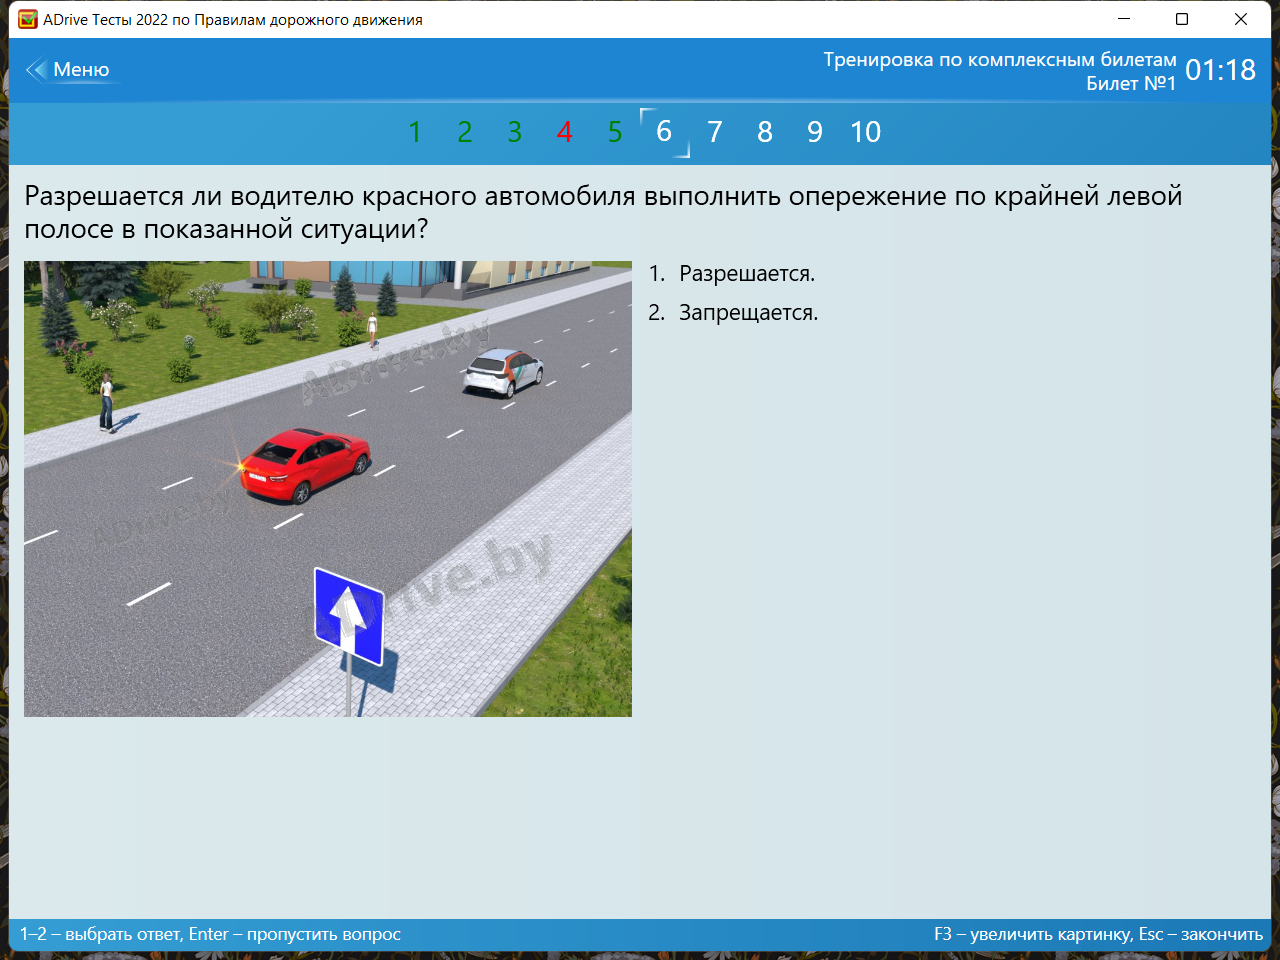 ADrive Тесты 2022 по Правилам дорожного движения
Меню
Тренировка по комплексным билетам
Билет №1
01:18
1 2 3 4 5 6 7 8 9 10
Разрешается ли водителю красного автомобиля выполнить опережение по крайней левой
полосе в показанной ситуации?
1. Разрешается.
2. Запрещается.
ADrive.by
ADrive.by
ADrive.by
1–2 – выбрать ответ, Enter – пропустить вопрос
F3 – увеличить картинку, Esc – закончить